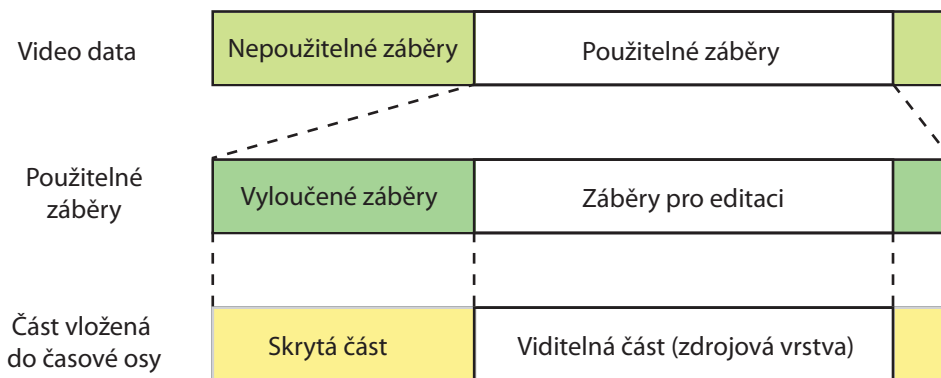 Video data
Nepoužitelné záběry
Použitelné záběry
Použitelné
záběry
Vyloučené záběry
Záběry pro editaci
Část vložená
do časové osy
Skrytá část
Viditelná část (zdrojová vrstva)